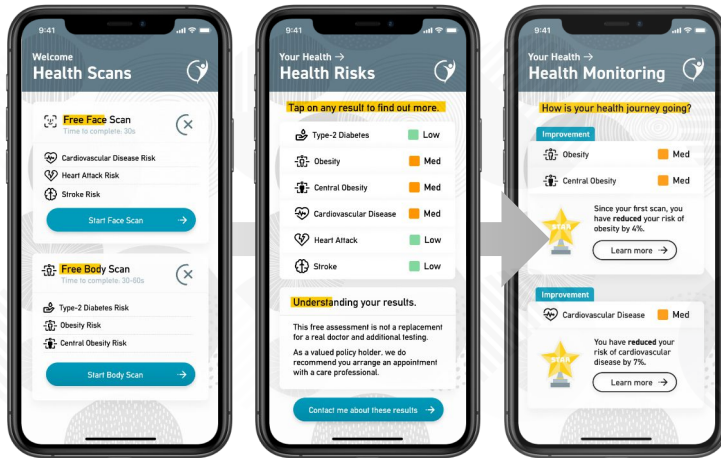 9:41
Welcome
Health Scans
Free Face Scan
Time to complete: 30s
Cardiovascular Disease Risk
Heart Attack Risk
Stroke Risk
Start Face Scan →
Free Body Scan
Time to complete: 30-60s
Type-2 Diabetes Risk
Obesity Risk
Central Obesity Risk
Start Body Scan →
9:41
Your Health →
Health Risks
Tap on any result to find out more.
Type-2 Diabetes Low
Obesity Med
Central Obesity Med
Cardiovascular Disease Med
Heart Attack Low
Stroke Low
Understanding your results.
This free assessment is not a replacement
for a real doctor and additional testing.
As a valued policy holder, we do
recommend you arrange an appointment
with a care professional.
Contact me about these results →
9:41
Your Health →
Health Monitoring
How is your health journey going?
Improvement
Obesity Med
Central Obesity Med
STAR
Since your first scan, you
have reduced your risk of
obesity by 4%.
Learn more →
Improvement
Cardiovascular Disease Med
STAR
You have reduced your
risk of cardiovascular
disease by 7%.
Learn more →